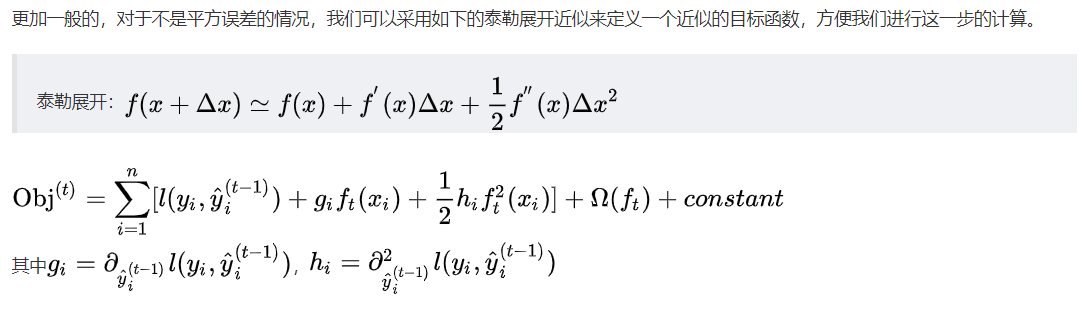 更加一般的，对于不是平方误差的情况，我们可以采用如下的泰勒展开近似来定义一个近似的目标函数，方便我们进行这一步的计算。
泰勒展开：f(x + Δx) ≃ f(x) + f′(x)Δx + \frac{1}{2}f″(x)Δx²
Obj^{(t)} = \sum_{i=1}^{n}[l(y_i, ŷ_i^{(t-1)}) + g_i f_t(x_i) + \frac{1}{2}h_i f_t^2(x_i)] + Ω(f_t) + constant
其中g_i = ∂_{ŷ_i^{(t-1)}} l(y_i, ŷ_i^{(t-1)}), h_i = ∂^2_{ŷ_i^{(t-1)}} l(y_i, ŷ_i^{(t-1)})